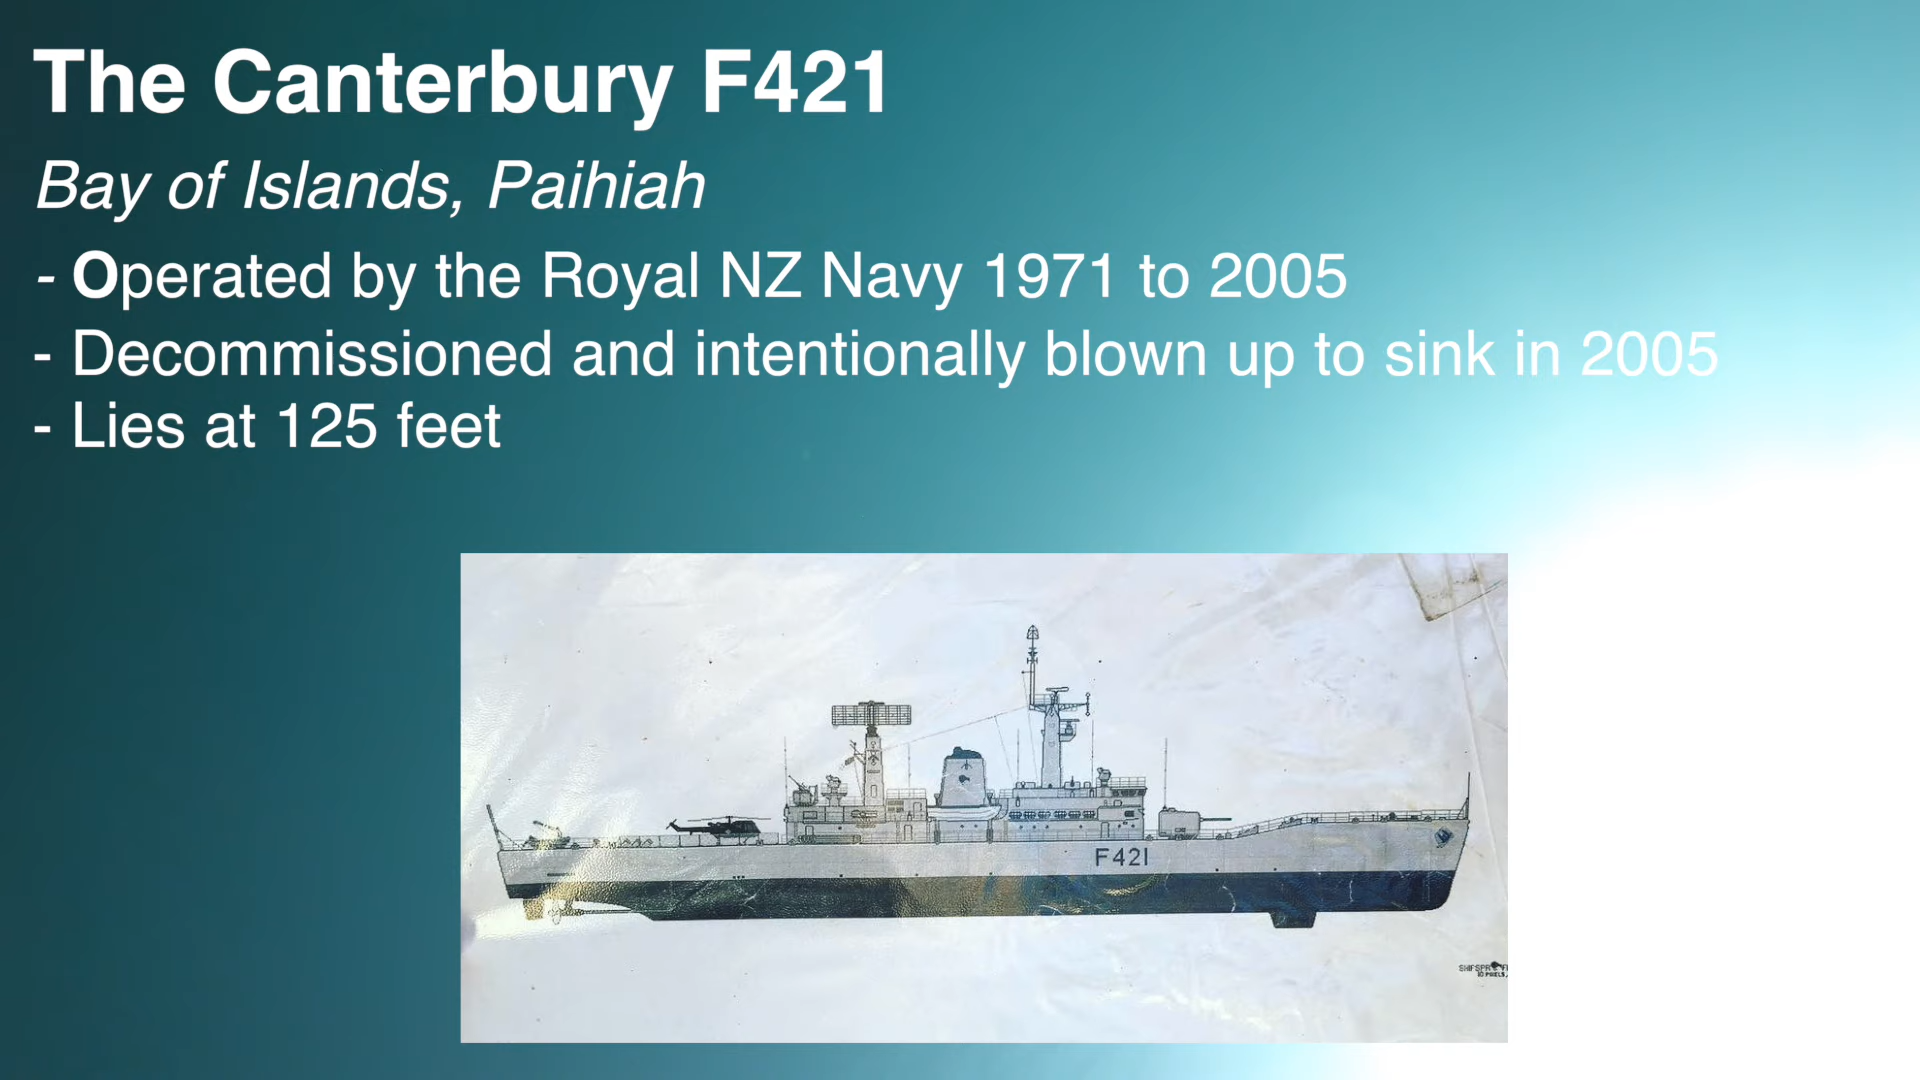 The Canterbury F421
Bay of Islands, Paihiah
- Operated by the Royal NZ Navy 1971 to 2005
- Decommissioned and intentionally blown up to sink in 2005
- Lies at 125 feet
F421